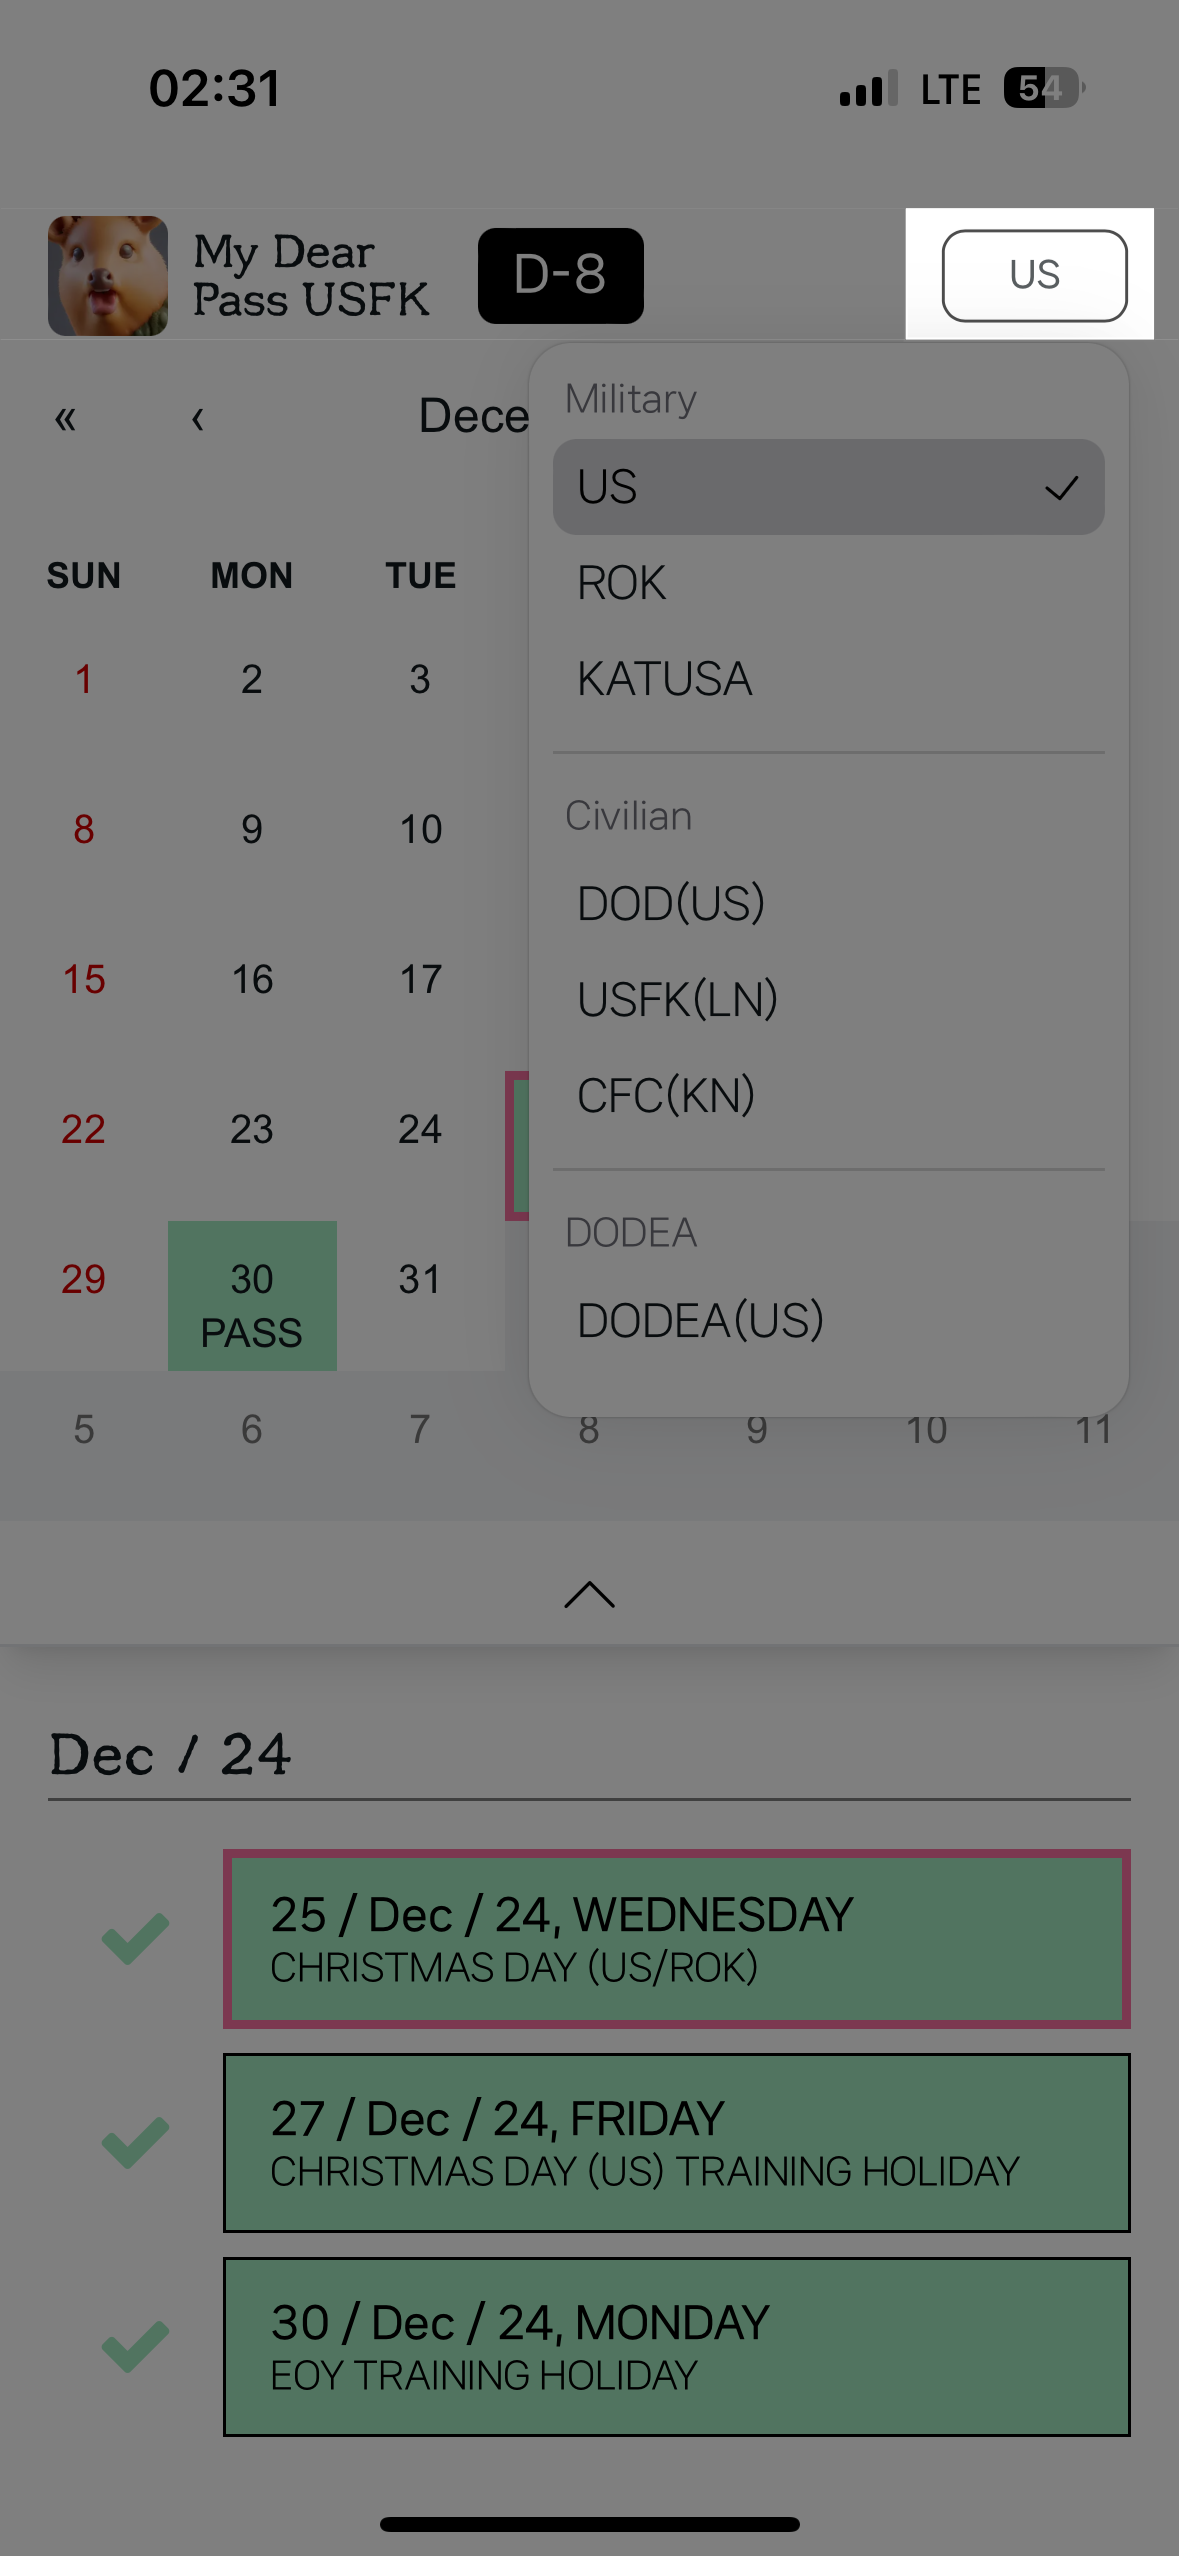 02:31 LTE 54
My Dear
Pass USFK
D-8
US
« ‹ Dece
Military
US
ROK
KATUSA
Civilian
DOD(US)
USFK(LN)
CFC(KN)
DODEA
DODEA(US)
SUN MON TUE
1 2 3
8 9 10
15 16 17
22 23 24
29 30 31
PASS
5 6 7 8 9 10 11
Dec / 24
25 / Dec / 24, WEDNESDAY
CHRISTMAS DAY (US/ROK)
27 / Dec / 24, FRIDAY
CHRISTMAS DAY (US) TRAINING HOLIDAY
30 / Dec / 24, MONDAY
EOY TRAINING HOLIDAY